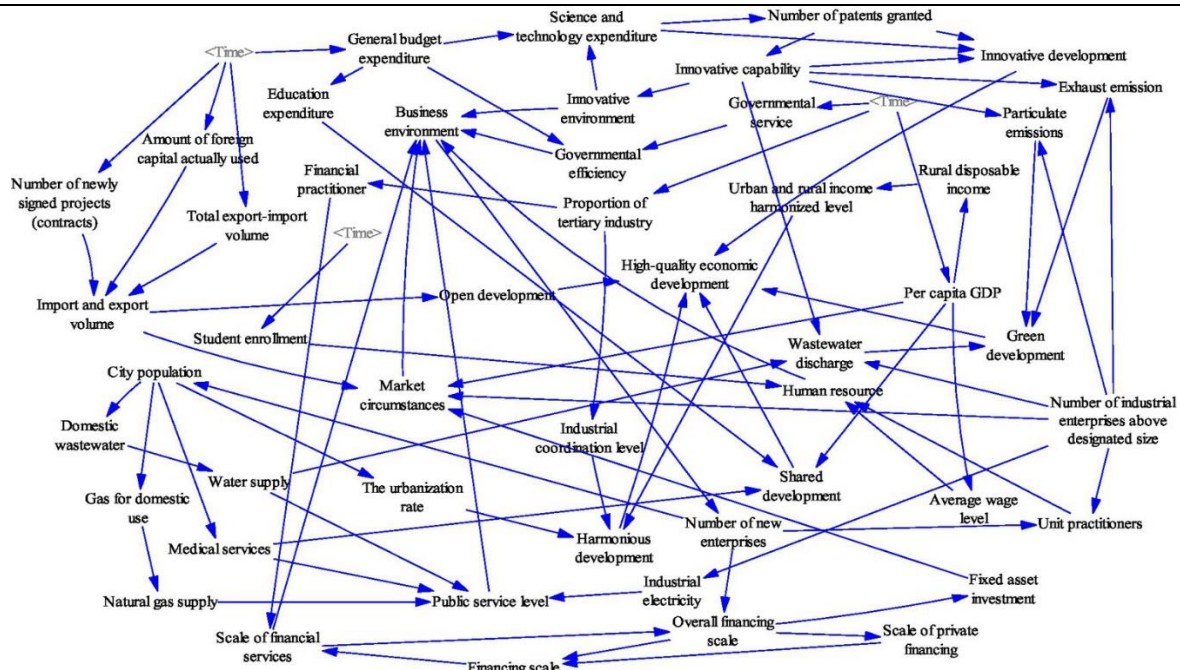 Science and
technology expenditure
Number of patents granted
<Time>
General budget
expenditure
Innovative development
Innovative capability
Exhaust emission
Education
expenditure
Business
environment
Innovative
environment
Governmental
service
<Time>
Particulate
emissions
Amount of foreign
capital actually used
Governmental
efficiency
Financial
practitioner
Rural disposable
income
Number of newly
signed projects
(contracts)
Urban and rural income
harmonized level
Total export-import
volume
Proportion of
tertiary industry
<Time>
High-quality economic
development
Import and export
volume
Open development
Per capita GDP
Student enrollment
Wastewater
discharge
Green
development
City population
Market
circumstances
Human resource
Number of industrial
enterprises above
designated size
Domestic
wastewater
Industrial
coordination level
Water supply
The urbanization
rate
Shared
development
Gas for domestic
use
Average wage
level
Number of new
enterprises
Unit practitioners
Medical services
Harmonious
development
Industrial
electricity
Fixed asset
investment
Natural gas supply
Public service level
Overall financing
scale
Scale of private
financing
Scale of financial
services
Financing scale